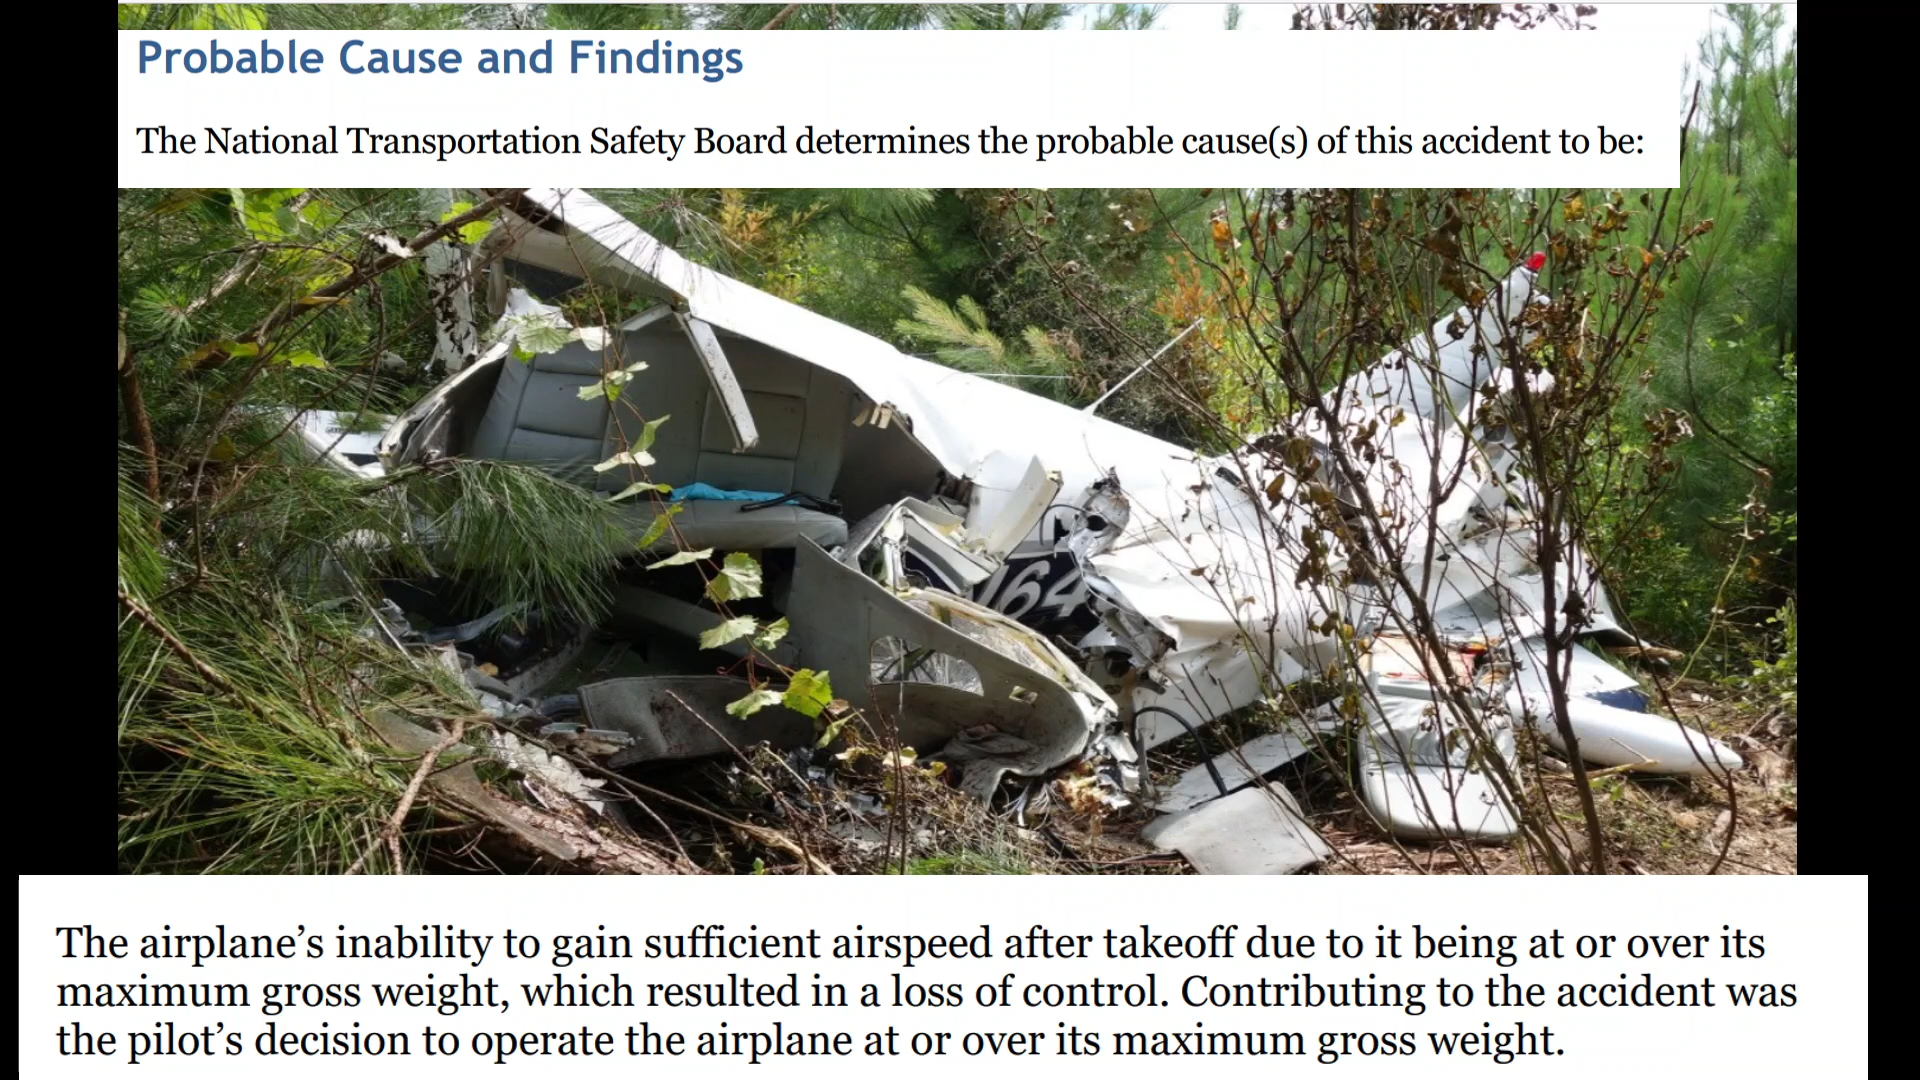 Probable Cause and Findings
The National Transportation Safety Board determines the probable cause(s) of this accident to be:
164
The airplane’s inability to gain sufficient airspeed after takeoff due to it being at or over its
maximum gross weight, which resulted in a loss of control. Contributing to the accident was
the pilot’s decision to operate the airplane at or over its maximum gross weight.